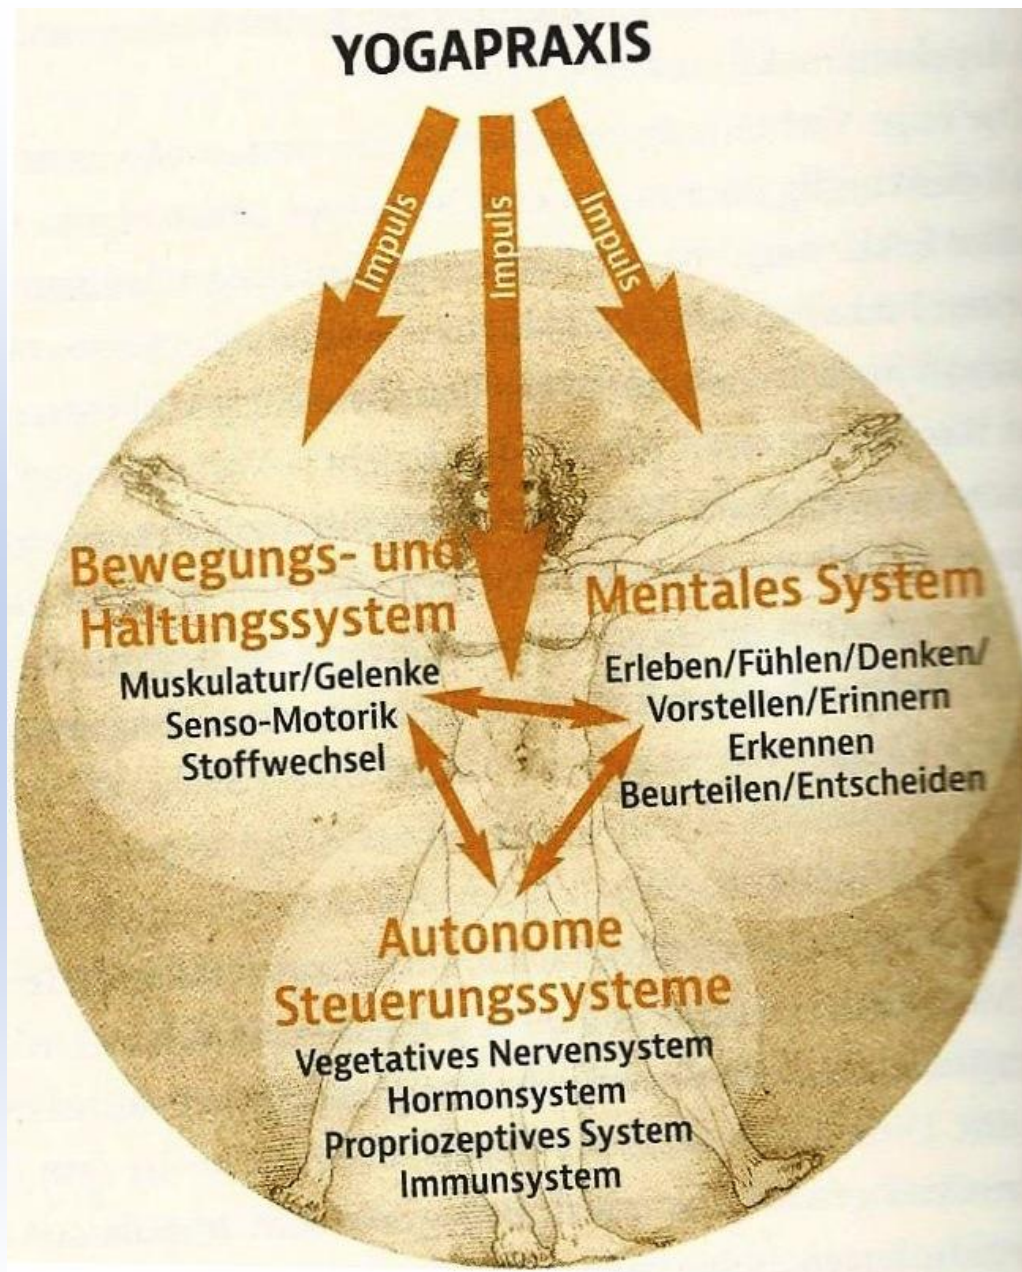 YOGAPRAXIS
Impuls
Impuls
Impuls
Bewegungs- und
Haltungssystem
Muskulatur/Gelenke
Senso-Motorik
Stoffwechsel
Mentales System
Erleben/Fühlen/Denken/
Vorstellen/Erinnern
Erkennen
Beurteilen/Entscheiden
Autonome
Steuerungssysteme
Vegetatives Nervensystem
Hormonsystem
Propriozeptives System
Immunsystem